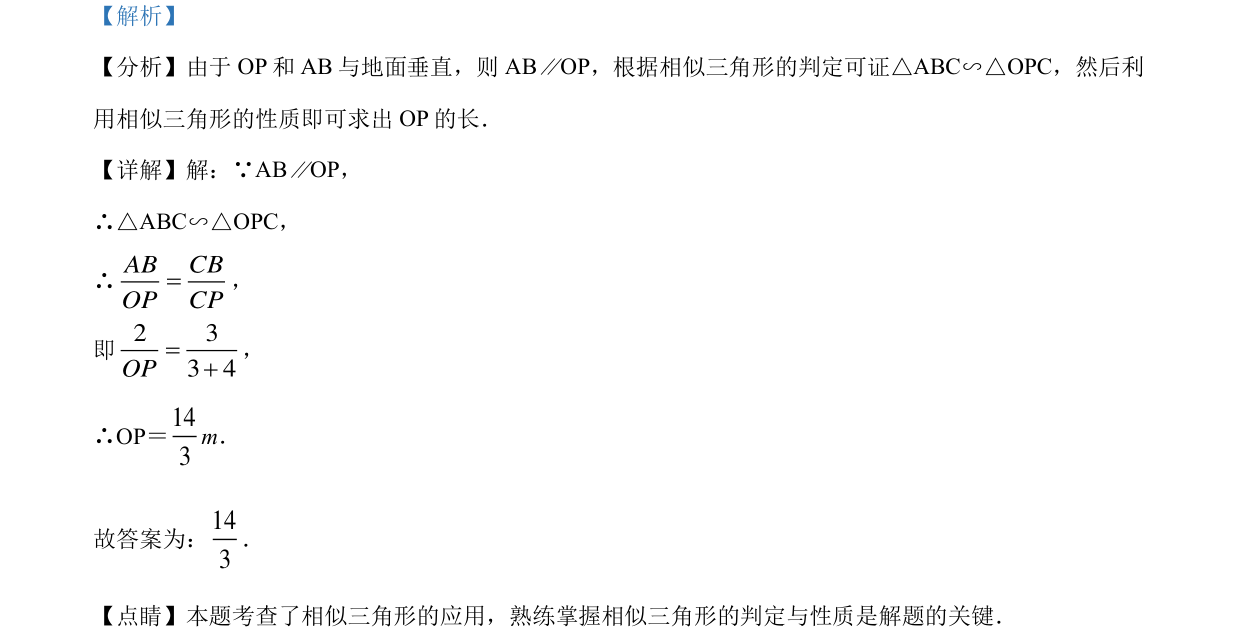 【解析】
【分析】由于 OP 和 AB 与地面垂直，则 AB∥OP，根据相似三角形的判定可证△ABC∽△OPC，然后利
用相似三角形的性质即可求出 OP 的长．
【详解】解：∵AB∥OP，
∴△ABC∽△OPC，
∴ AB/OP = CB/CP，
即 2/OP = 3/(3+4)，
∴OP＝14/3 m．
故答案为：14/3．
【点睛】本题考查了相似三角形的应用，熟练掌握相似三角形的判定与性质是解题的关键．